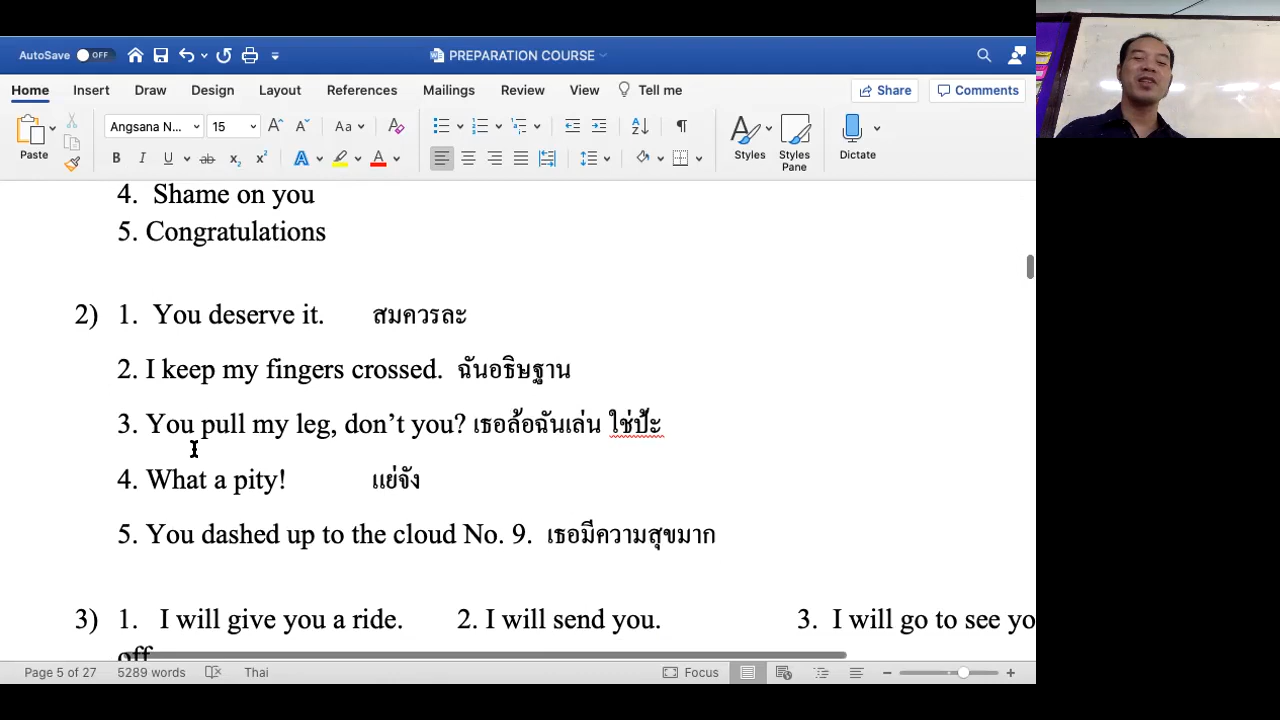 AutoSave OFF PREPARATION COURSE
Home Insert Draw Design Layout References Mailings Review View Tell me Share Comments
Paste Angsana N... 15 Aa Styles Styles Pane Dictate
4. Shame on you
5. Congratulations
2) 1. You deserve it. สมควรละ
2. I keep my fingers crossed. ฉันอธิษฐาน
3. You pull my leg, don’t you? เธอล้อฉันเล่น ใช่ป้ะ
4. What a pity! แย่จัง
5. You dashed up to the cloud No. 9. เธอมีความสุขมาก
3) 1. I will give you a ride. 2. I will send you. 3. I will go to see yo
off
Page 5 of 27 5289 words Thai Focus